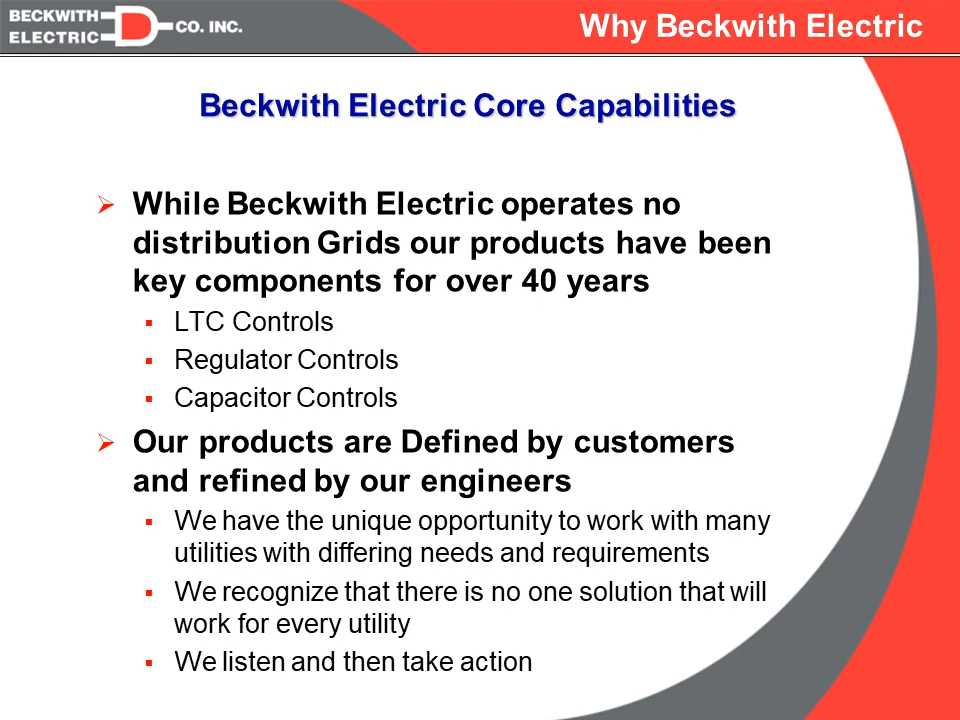 BECKWITH
ELECTRIC
CO. INC.
Why Beckwith Electric
Beckwith Electric Core Capabilities
While Beckwith Electric operates no
distribution Grids our products have been
key components for over 40 years
LTC Controls
Regulator Controls
Capacitor Controls
Our products are Defined by customers
and refined by our engineers
We have the unique opportunity to work with many
utilities with differing needs and requirements
We recognize that there is no one solution that will
work for every utility
We listen and then take action